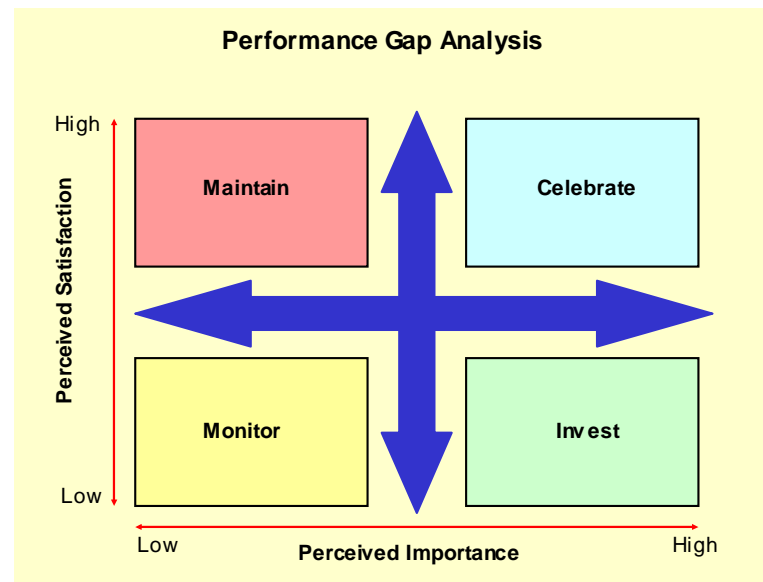 Performance Gap Analysis
High
Maintain
Celebrate
Perceived Satisfaction
Monitor
Invest
Low
Low
Perceived Importance
High